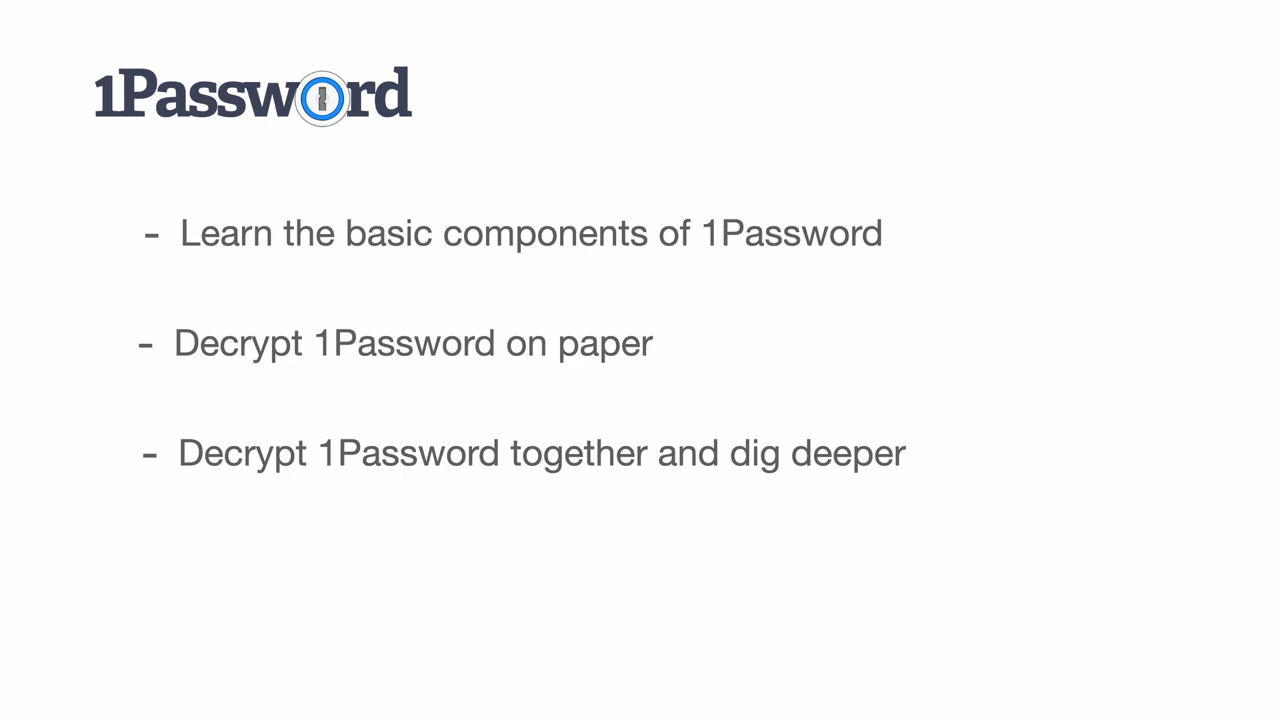 1Password
- Learn the basic components of 1Password
- Decrypt 1Password on paper
- Decrypt 1Password together and dig deeper